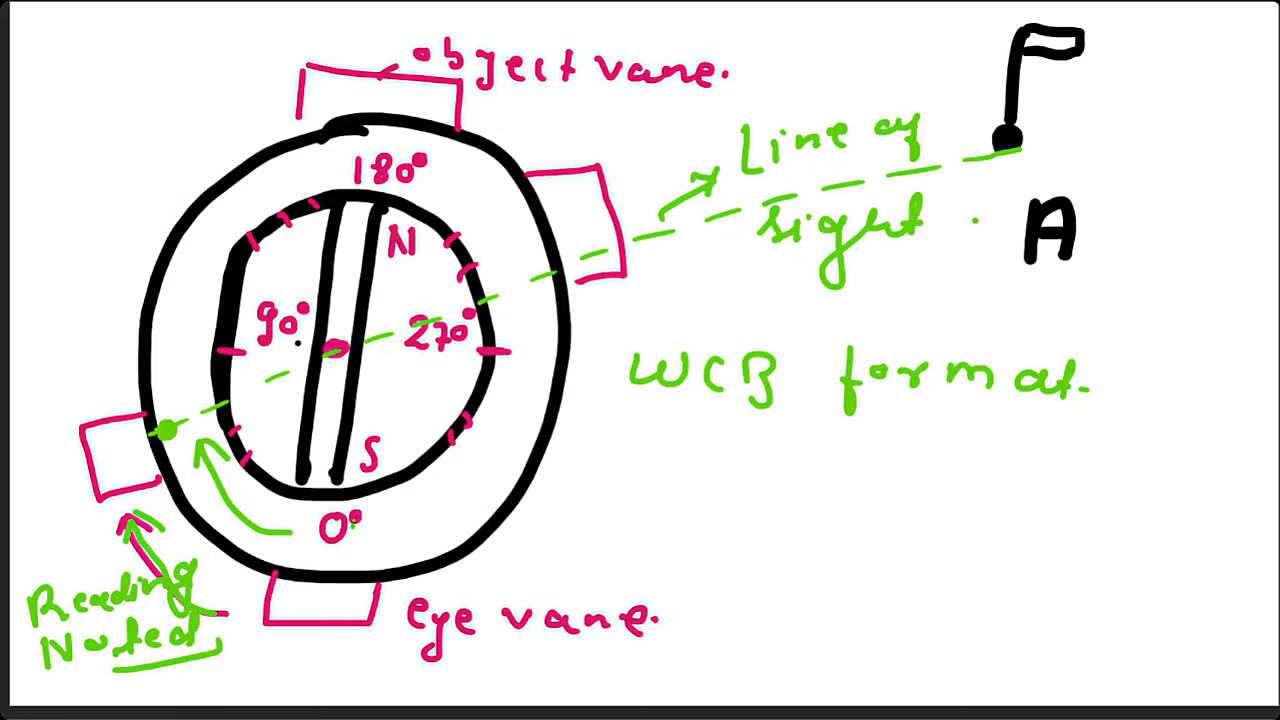 object vane.
Line of
sight.
180°
N
A
90°
270°
WCB format.
S
0°
Reading
Noted
eye vane.